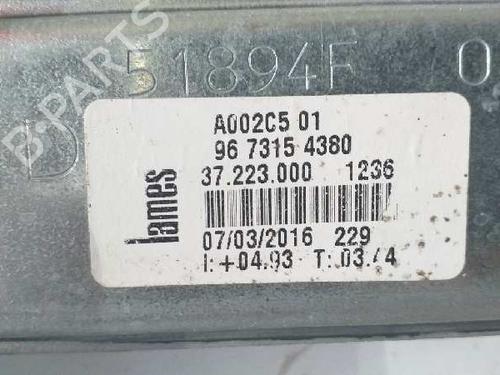 B-PARTS
D 51894F 0
A002C5 01
96 7315 4380
37.223.000 1236
lames
07/03/2016 229
I: +04.93 T: 03.74